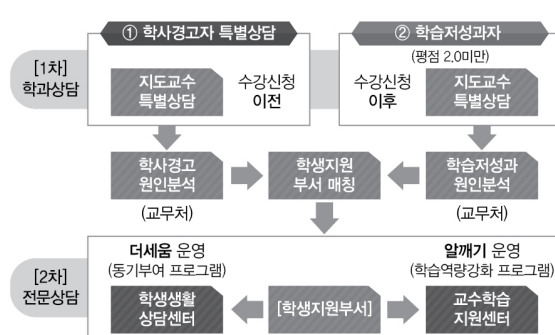 ① 학사경고자 특별상담
② 학습저성과자
(평점 2.0미만)
[1차]
학과상담
지도교수
특별상담
수강신청
이전
수강신청
이후
지도교수
특별상담
학사경고
원인분석
학생지원
부서 매칭
학습저성과
원인분석
(교무처)
(교무처)
[2차]
전문상담
더세움 운영
(동기부여 프로그램)
알깨기 운영
(학습역량강화 프로그램)
학생생활
상담센터
[학생지원부서]
교수학습
지원센터